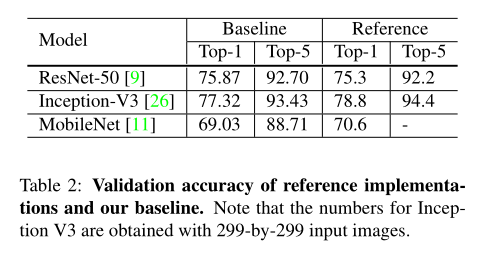 Model Baseline Reference
Top-1 Top-5 Top-1 Top-5
ResNet-50 [9] 75.87 92.70 75.3 92.2
Inception-V3 [26] 77.32 93.43 78.8 94.4
MobileNet [11] 69.03 88.71 70.6 -
Table 2: Validation accuracy of reference implementa-
tions and our baseline. Note that the numbers for Incep-
tion V3 are obtained with 299-by-299 input images.